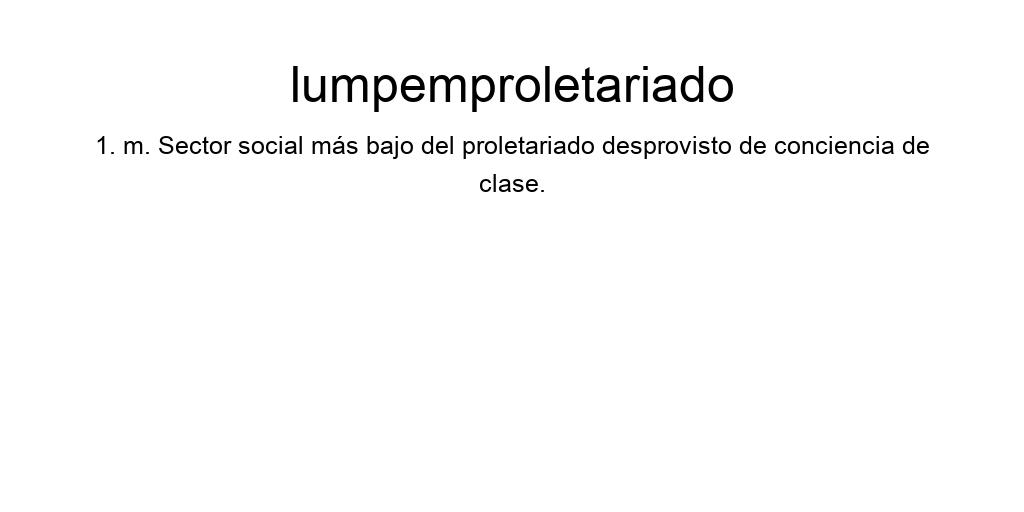 lumpemproletariado
1. m. Sector social más bajo del proletariado desprovisto de conciencia de
clase.